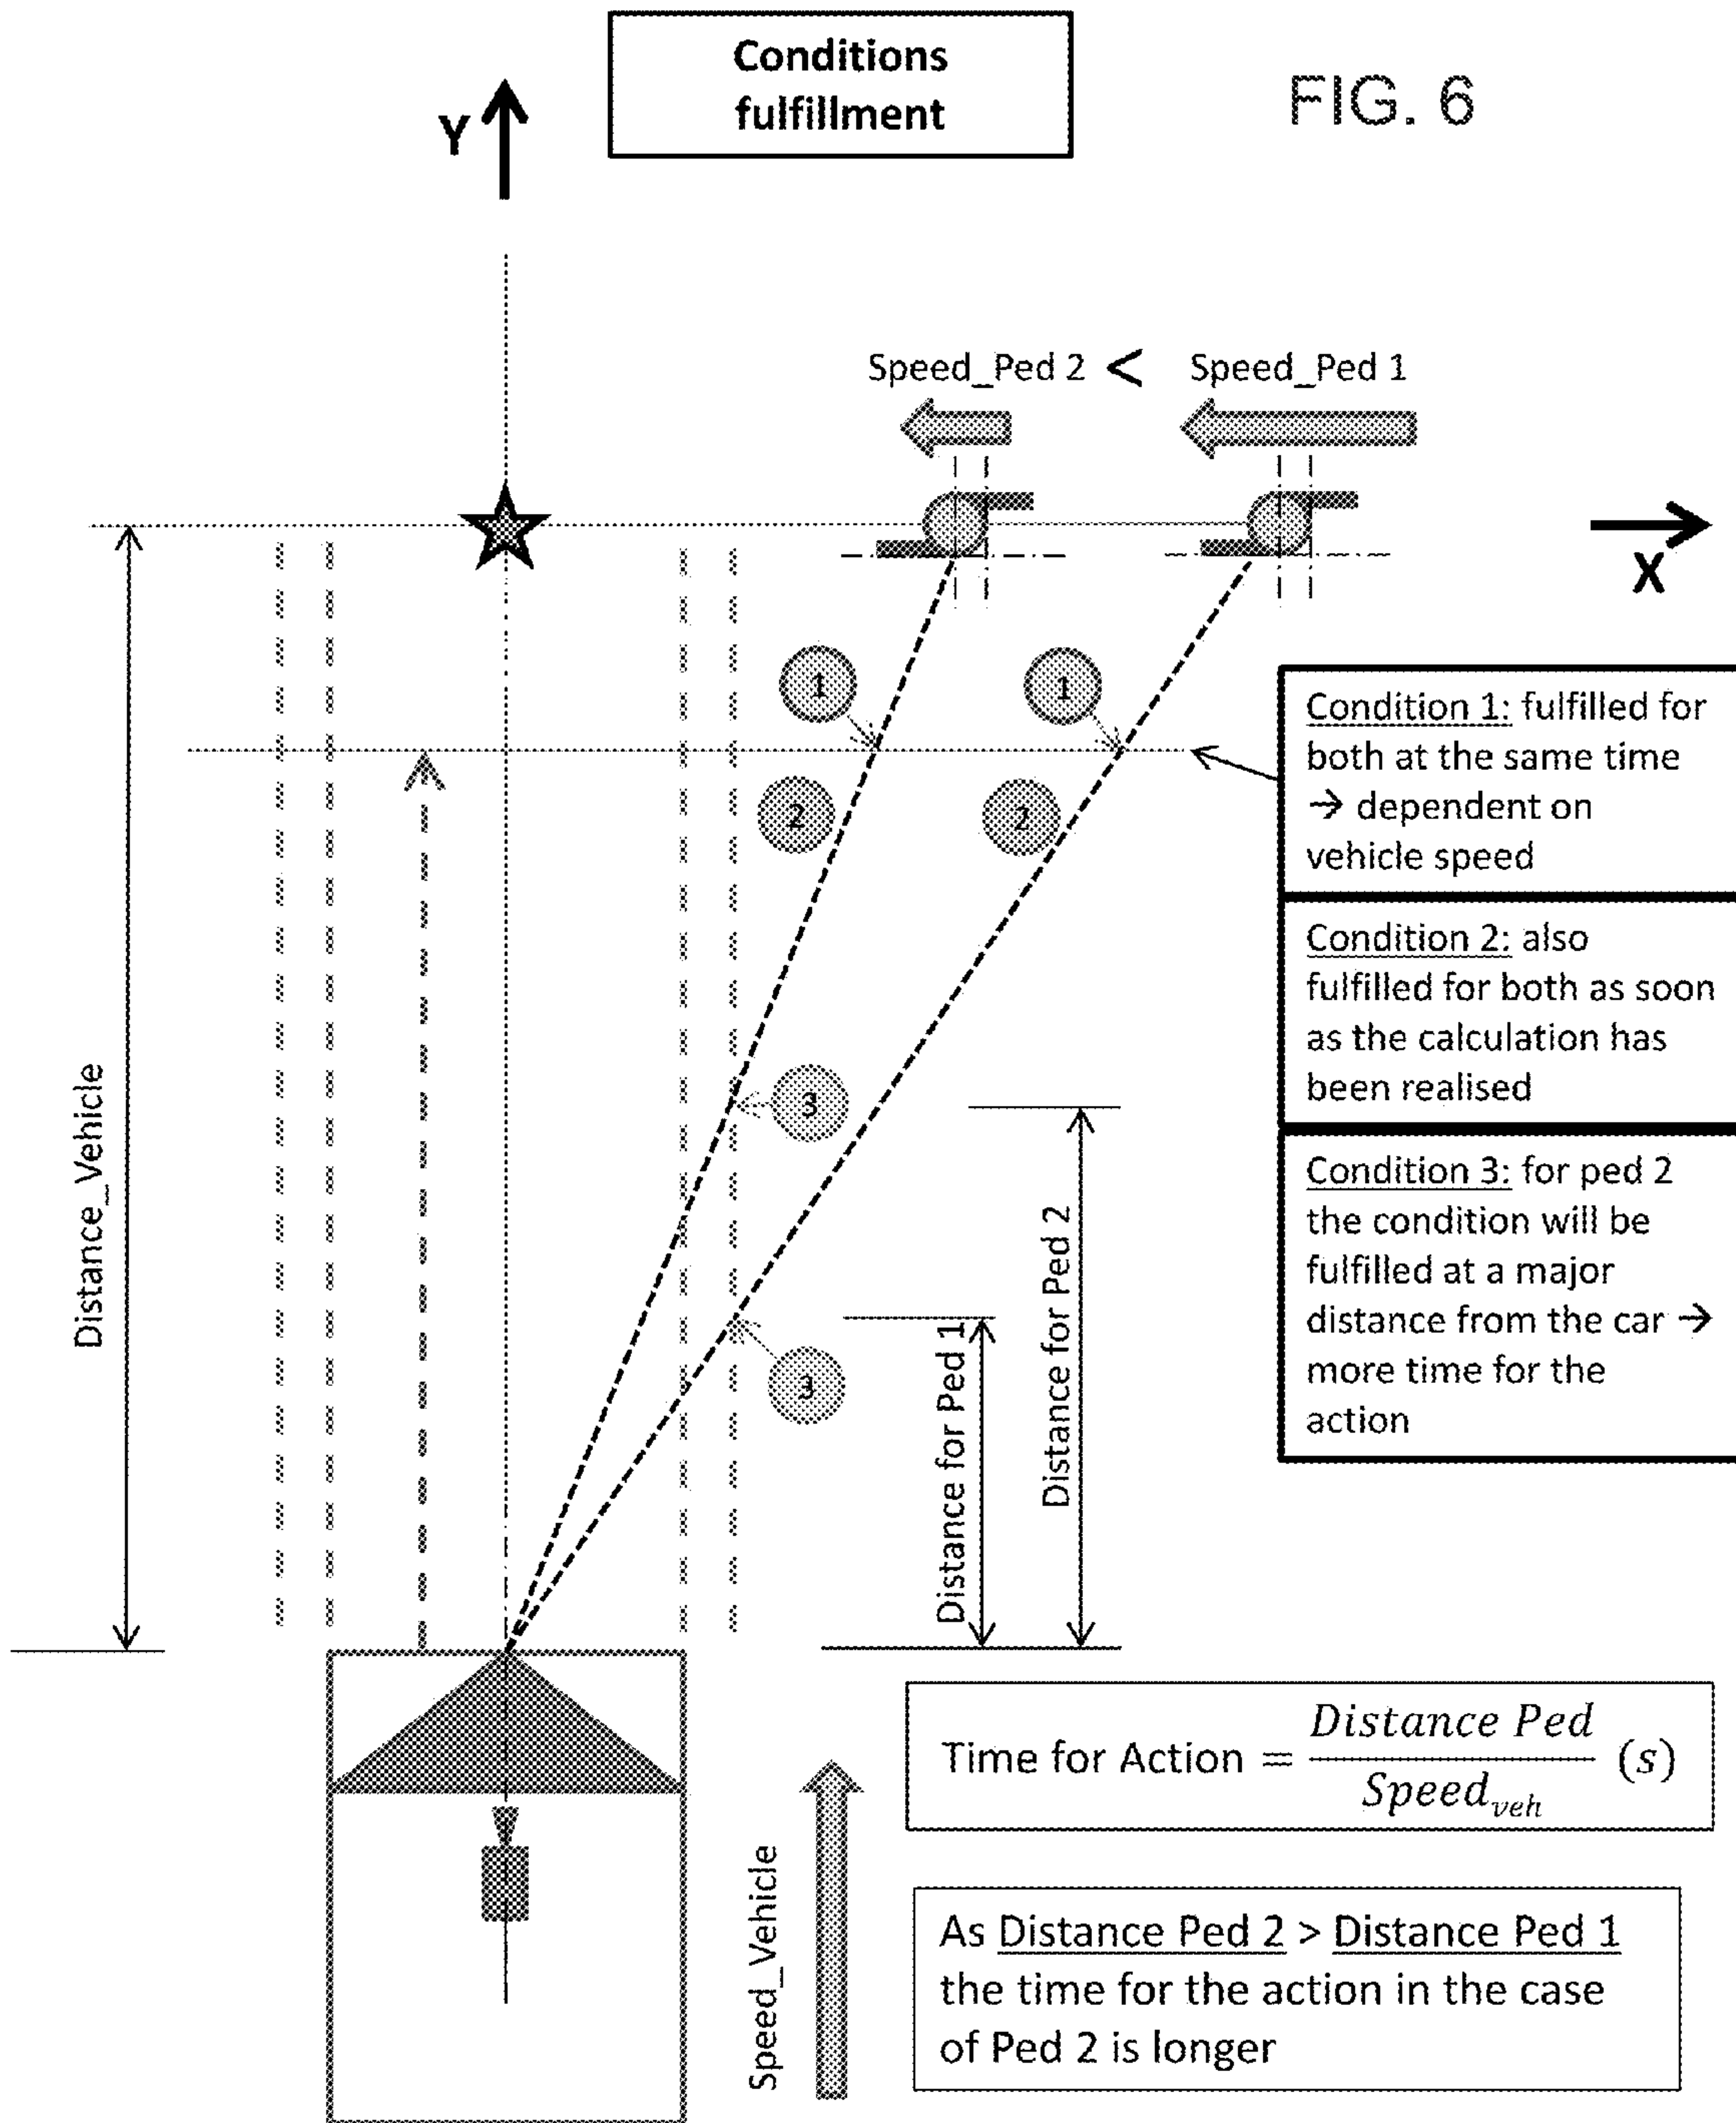 Conditions
fulfillment
FIG. 6
Y
Speed_Ped 2 < Speed_Ped 1
X
1
1
2
2
3
3
Condition 1: fulfilled for
both at the same time
→ dependent on
vehicle speed
Condition 2: also
fulfilled for both as soon
as the calculation has
been realised
Condition 3: for ped 2
the condition will be
fulfilled at a major
distance from the car →
more time for the
action
Distance_Vehicle
Distance for Ped 1
Distance for Ped 2
Time for Action = Distance Ped / Speed_veh (s)
Speed_Vehicle
As Distance Ped 2 > Distance Ped 1
the time for the action in the case
of Ped 2 is longer